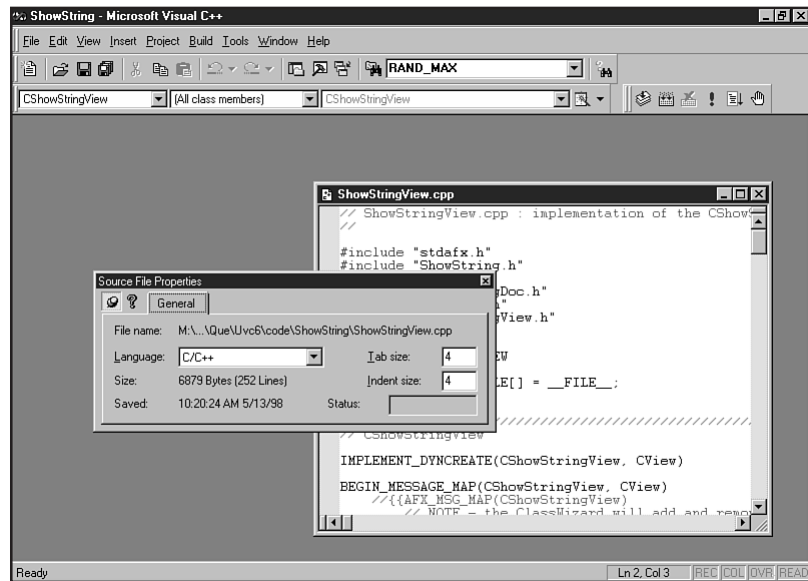 ShowString - Microsoft Visual C++
File Edit View Insert Project Build Tools Window Help
RAND_MAX
CShowStringView (All class members) CShowStringView
ShowStringView.cpp
// ShowStringView.cpp : implementation of the CShowS
//
#include "stdafx.h"
#include "ShowString.h"
gDoc.h"
h"
gView.h"
EW
LE[] = __FILE__;
// CShowStringView
IMPLEMENT_DYNCREATE(CShowStringView, CView)
BEGIN_MESSAGE_MAP(CShowStringView, CView)
//{{AFX_MSG_MAP(CShowStringView)
// NOTE - the ClassWizard will add and remov
Source File Properties
General
File name: M:\...\Que\Uvc6\code\ShowString\ShowStringView.cpp
Language: C/C++ Tab size: 4
Size: 6879 Bytes (252 Lines) Indent size: 4
Saved: 10:20:24 AM 5/13/98 Status:
Ready Ln 2, Col 3 REC COL OVR READ